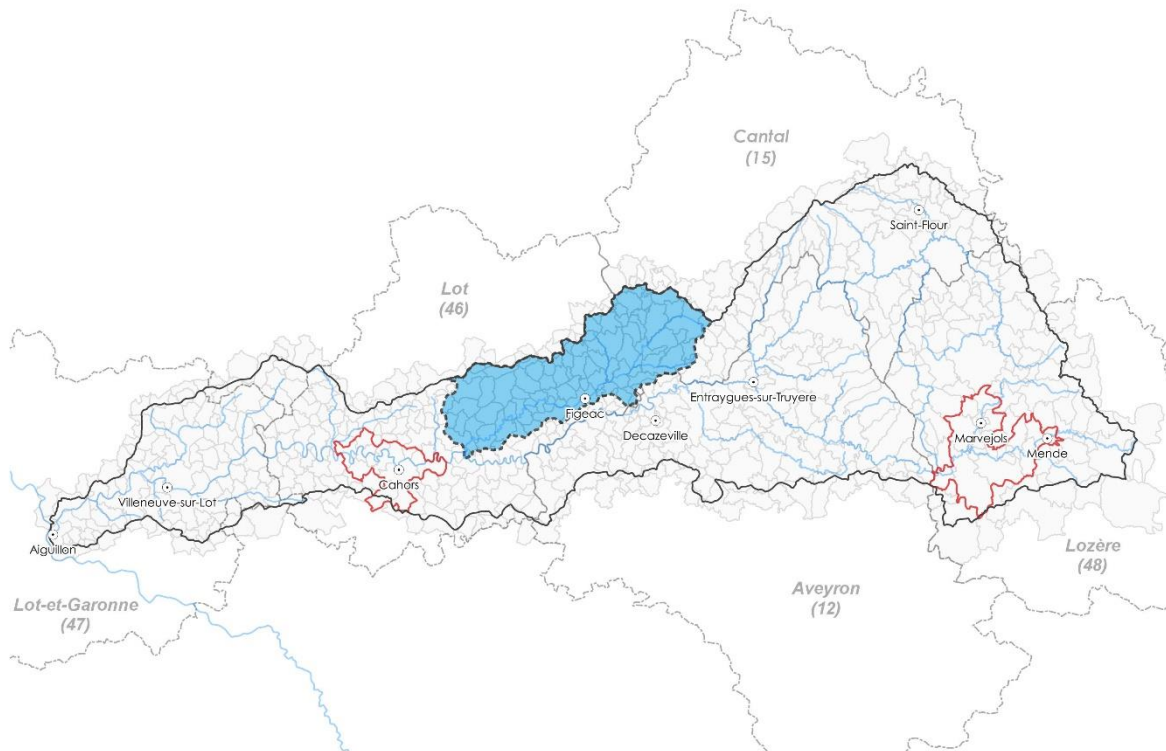 Cantal
(15)
Saint-Flour
Lot
(46)
Entraygues-sur-Truyere
Figeac
Decazeville
Marvejols
Mende
Cahors
Villeneuve-sur-Lot
Aiguillon
Lozère
(48)
Aveyron
(12)
Lot-et-Garonne
(47)